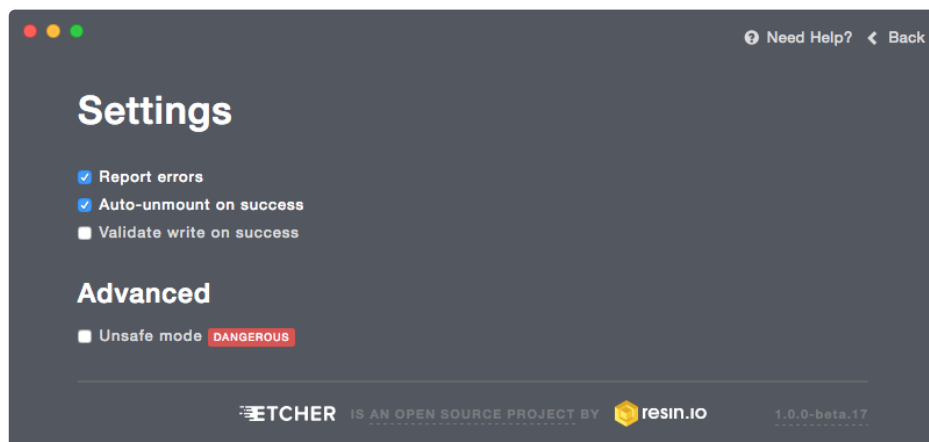 Need Help? Back
Settings
Report errors
Auto-unmount on success
Validate write on success
Advanced
Unsafe mode DANGEROUS
ETCHER IS AN OPEN SOURCE PROJECT BY resin.io 1.0.0-beta.17